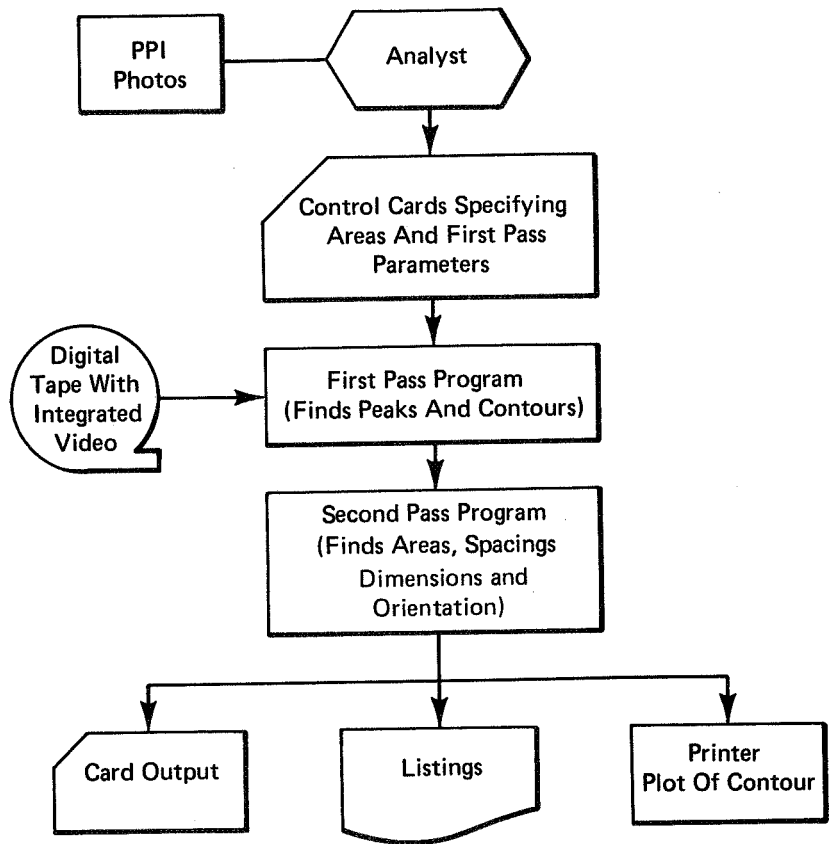 PPI
Photos
Analyst
Control Cards Specifying
Areas And First Pass
Parameters
Digital
Tape With
Integrated
Video
First Pass Program
(Finds Peaks And Contours)
Second Pass Program
(Finds Areas, Spacings
Dimensions and
Orientation)
Card Output
Listings
Printer
Plot Of Contour